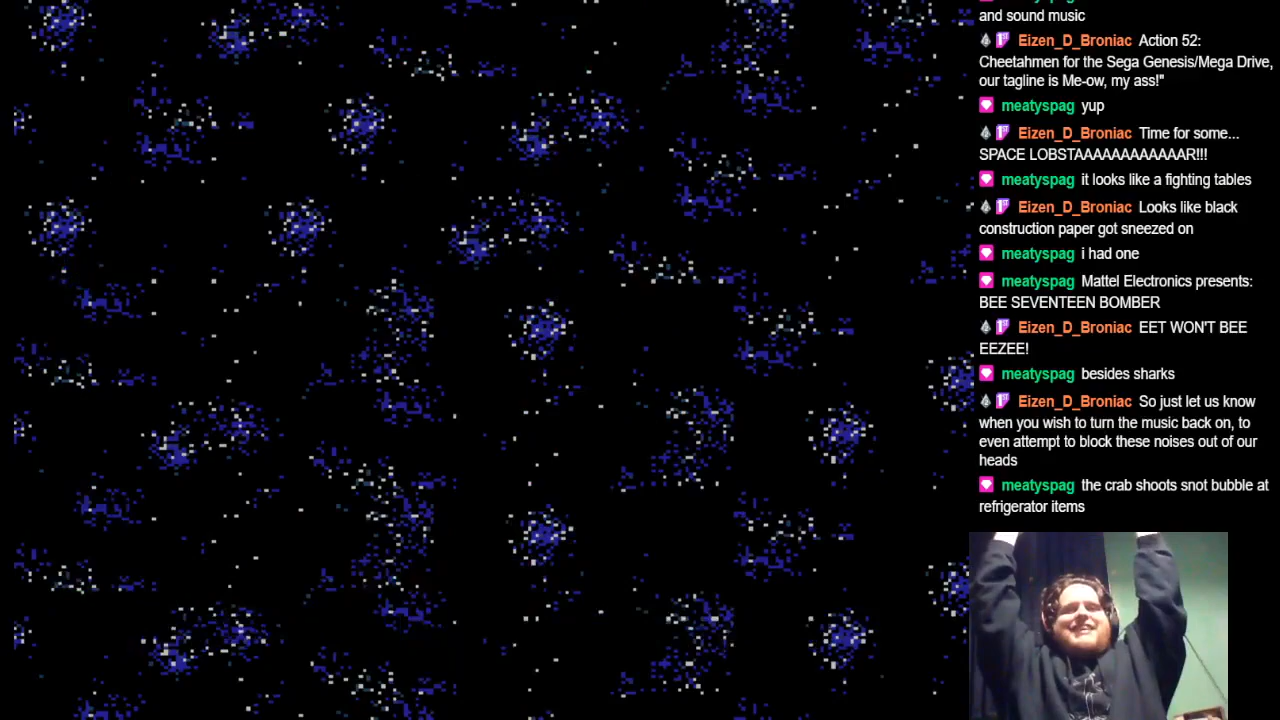 and sound music
Eizen_D_Broniac Action 52:
Cheetahmen for the Sega Genesis/Mega Drive,
our tagline is Me-ow, my ass!"
meatyspag yup
Eizen_D_Broniac Time for some...
SPACE LOBSTAAAAAAAAAAAAR!!!
meatyspag it looks like a fighting tables
Eizen_D_Broniac Looks like black
construction paper got sneezed on
meatyspag i had one
meatyspag Mattel Electronics presents:
BEE SEVENTEEN BOMBER
Eizen_D_Broniac EET WON'T BEE
EEZEE!
meatyspag besides sharks
Eizen_D_Broniac So just let us know
when you wish to turn the music back on, to
even attempt to block these noises out of our
heads
meatyspag the crab shoots snot bubble at
refrigerator items